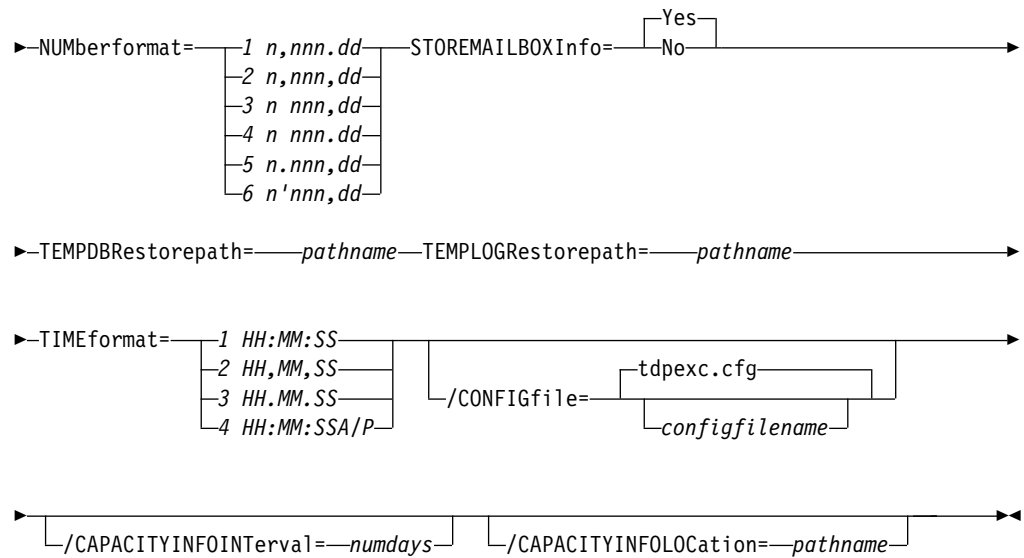 Yes
NUMberformat= 1 n,nnn.dd STOREMAILBOXInfo= No
2 n,nnn,dd
3 n nnn,dd
4 n nnn.dd
5 n.nnn,dd
6 n'nnn,dd
TEMPDBRestorepath= pathname TEMPLOGRestorepath= pathname
TIMEformat= 1 HH:MM:SS
2 HH,MM,SS tdpexc.cfg
3 HH.MM.SS /CONFIGfile=
4 HH:MM:SSA/P configfilename
/CAPACITYINFOINTerval= numdays /CAPACITYINFOLOCation= pathname